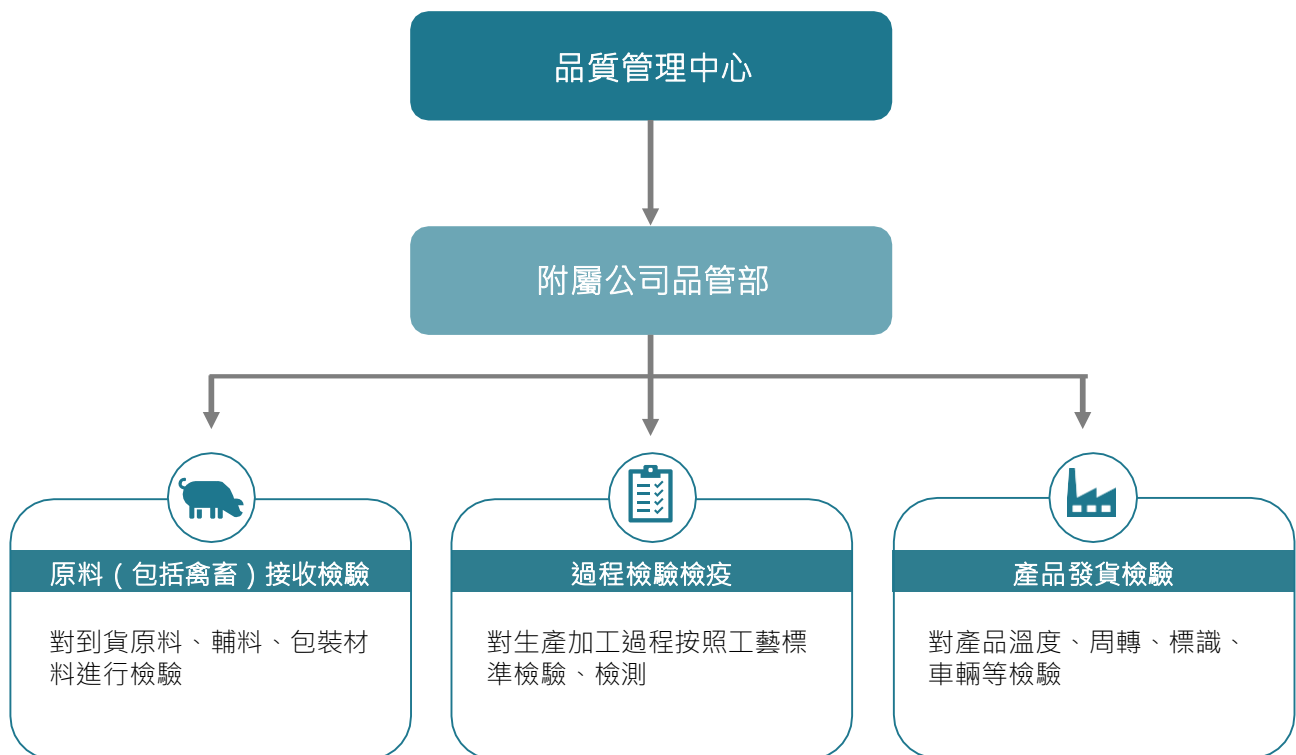 品質管理中心
附屬公司品管部
原料（包括禽畜）接收檢驗
對到貨原料、輔料、包裝材
料進行檢驗
過程檢驗檢疫
對生產加工過程按照工藝標
準檢驗、檢測
產品發貨檢驗
對產品溫度、周轉、標識、
車輛等檢驗